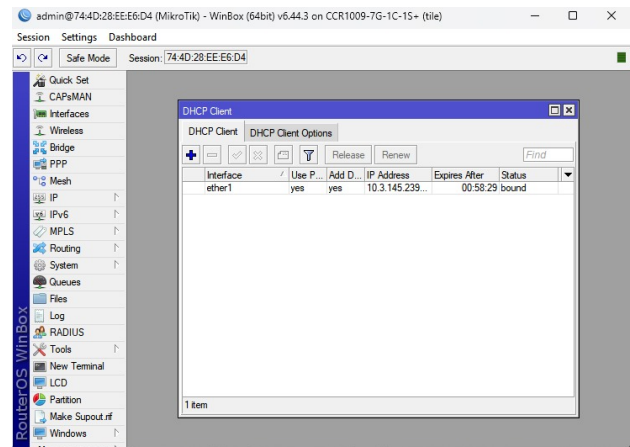 admin@74:4D:28:EE:E6:D4 (MikroTik) - WinBox (64bit) v6.44.3 on CCR1009-7G-1C-1S+ (tile)
Session Settings Dashboard
Safe Mode Session: 74:4D:28:EE:E6:D4
Quick Set
CAPsMAN
Interfaces
Wireless
Bridge
PPP
Mesh
IP
IPv6
MPLS
Routing
System
Queues
Files
Log
RADIUS
Tools
New Terminal
LCD
Partition
Make Supout.rif
Windows
RouterOS WinBox
DHCP Client
DHCP Client DHCP Client Options
Release Renew Find
Interface / Use P... Add D... IP Address Expires After Status
ether1 yes yes 10.3.145.239... 00:58:29 bound
1 item